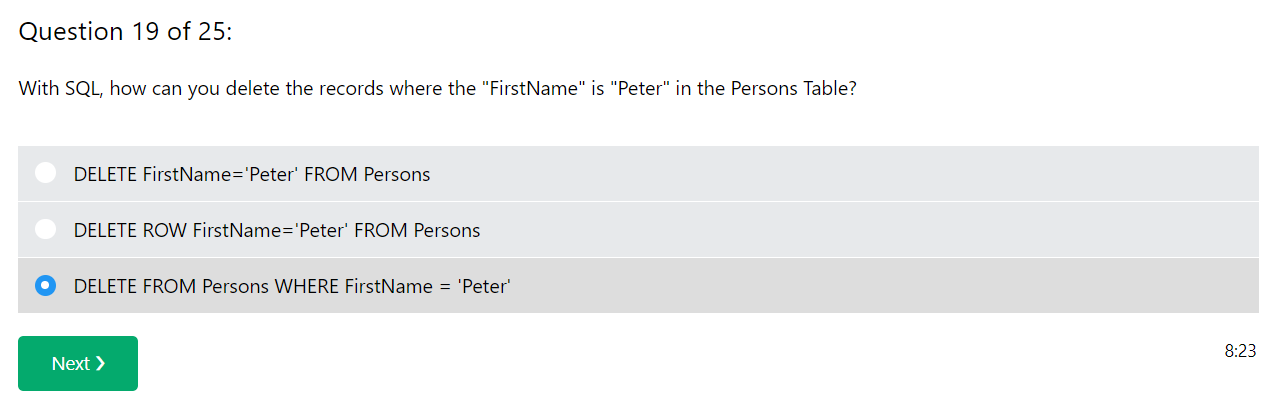 Question 19 of 25:
With SQL, how can you delete the records where the "FirstName" is "Peter" in the Persons Table?
DELETE FirstName='Peter' FROM Persons
DELETE ROW FirstName='Peter' FROM Persons
DELETE FROM Persons WHERE FirstName = 'Peter'
Next ❯
8:23